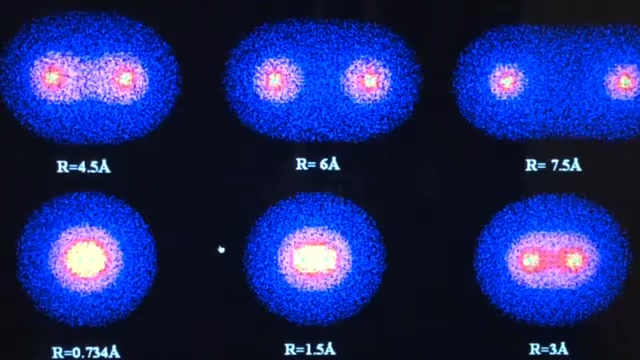 R=4.5Å
R= 6Å
R= 7.5Å
R=0.734Å
R=1.5Å
R=3Å